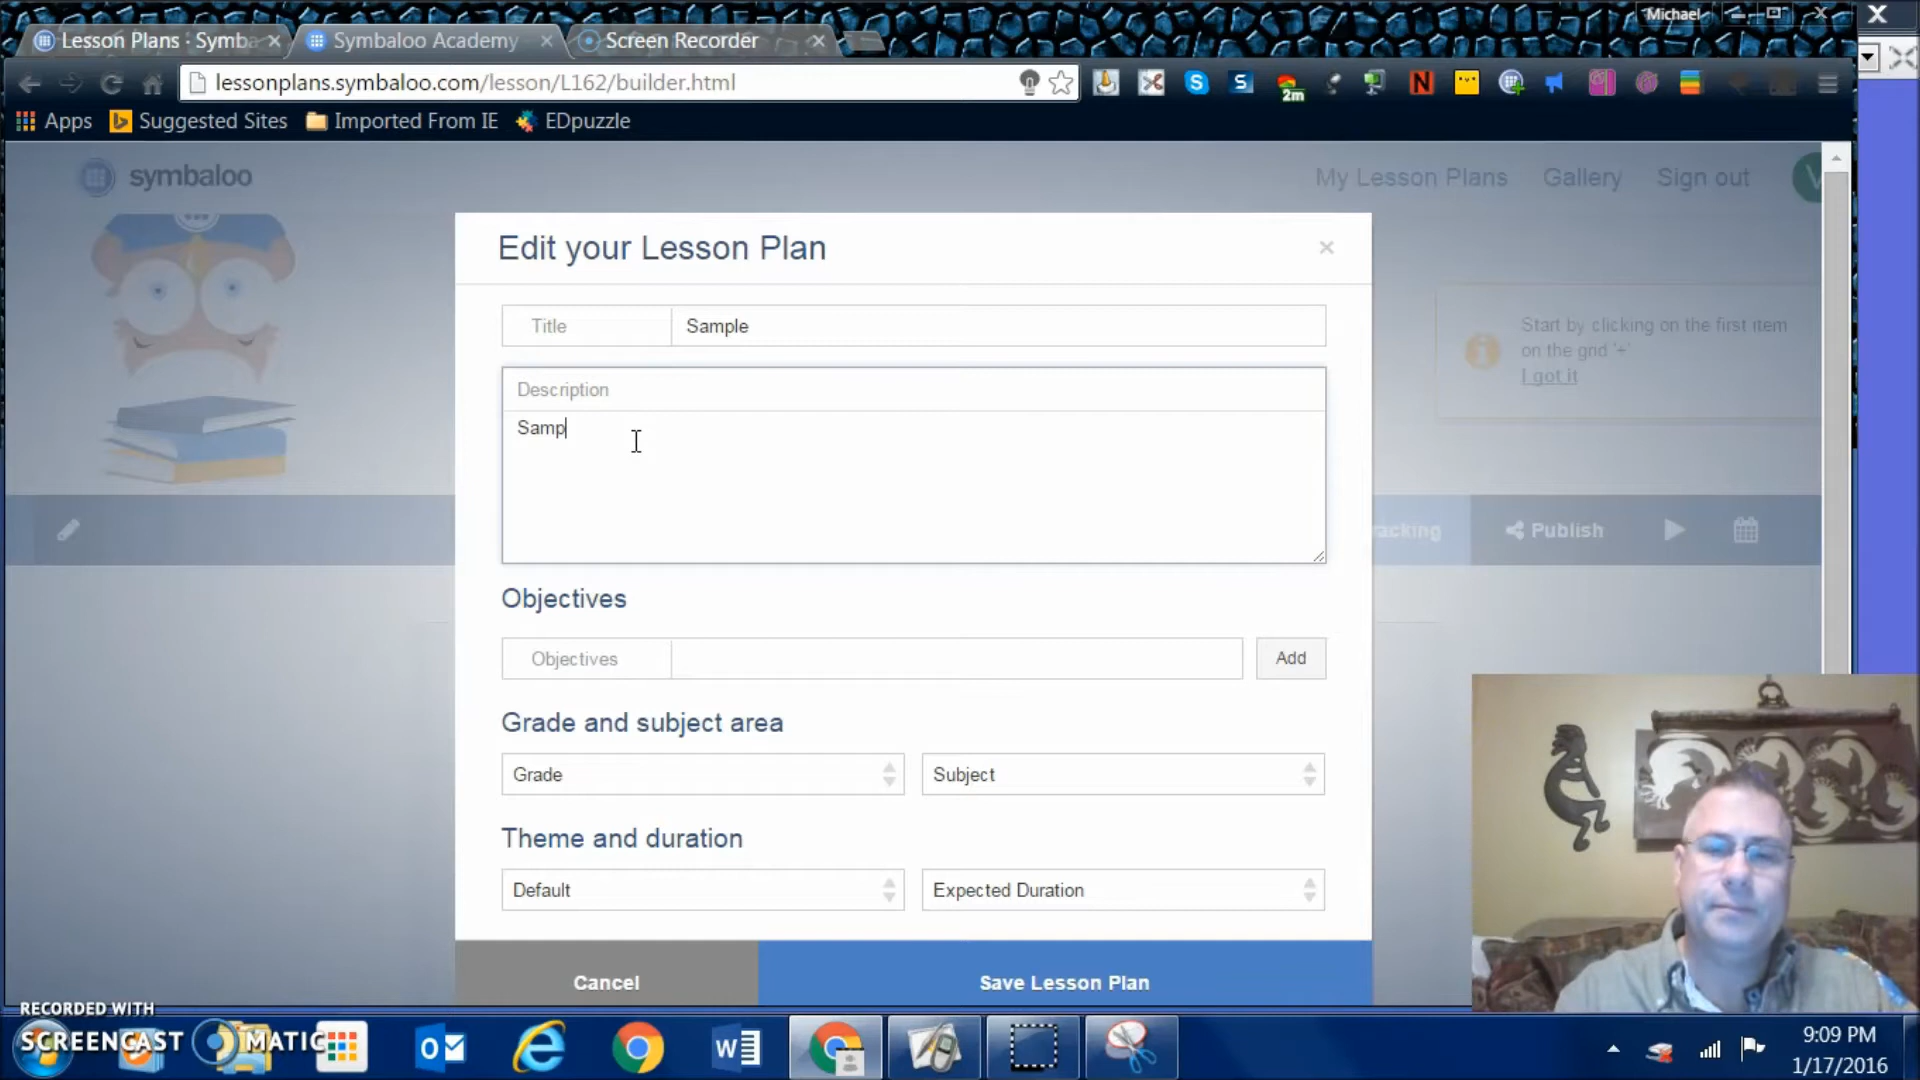 Michael
Lesson Plans · Symba
Symbaloo Academy
Screen Recorder
lessonplans.symbaloo.com/lesson/L162/builder.html
2m
Apps
Suggested Sites
Imported From IE
EDpuzzle
symbaloo
My Lesson Plans
Gallery
Sign out
V
Edit your Lesson Plan
Title
Sample
Start by clicking on the first item
on the grid '+'
I got it
Description
Samp
acking
Publish
Objectives
Objectives
Add
Grade and subject area
Grade
Subject
Theme and duration
Default
Expected Duration
Cancel
Save Lesson Plan
RECORDED WITH
SCREENCAST MATIC
9:09 PM
1/17/2016